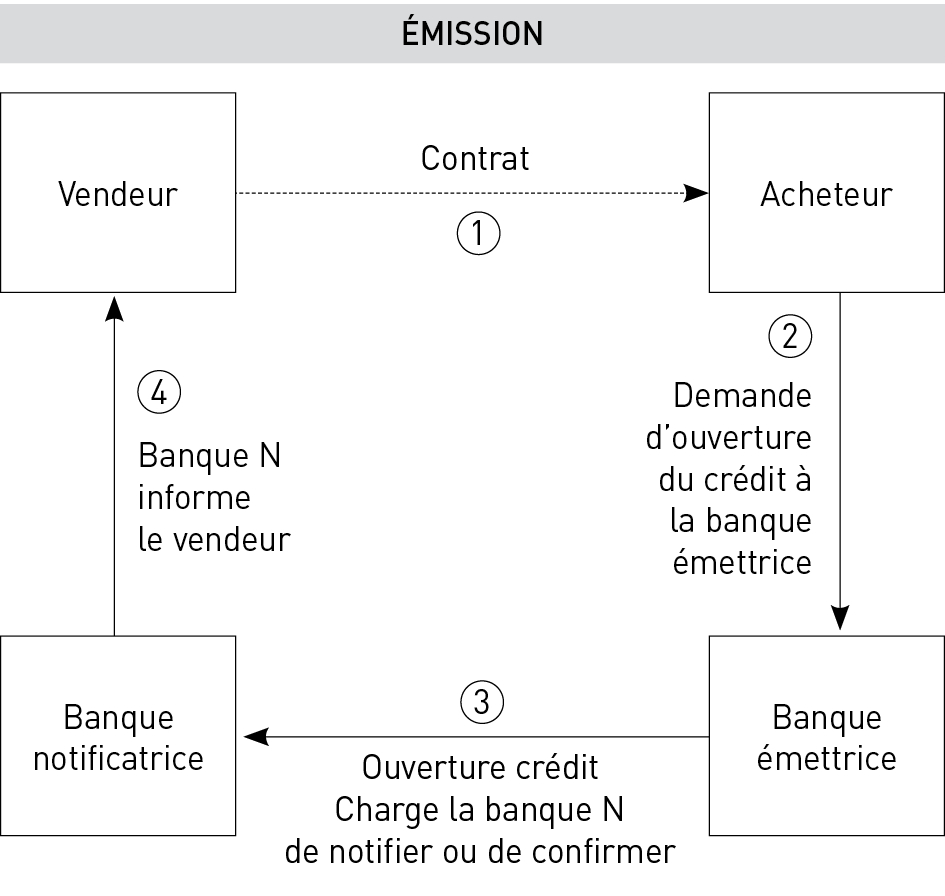 ÉMISSION
Vendeur
Contrat
1
Acheteur
2
Demande
d'ouverture
du crédit à
la banque
émettrice
4
Banque N
informe
le vendeur
Banque
notificatrice
3
Ouverture crédit
Charge la banque N
de notifier ou de confirmer
Banque
émettrice